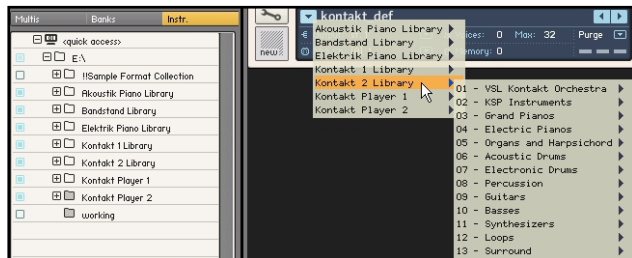 Multis Banks Instr.
<quick access>
E:\
!!Sample Format Collection
Akoustik Piano Library
Bandstand Library
Elektrik Piano Library
Kontakt 1 Library
Kontakt 2 Library
Kontakt Player 1
Kontakt Player 2
working
new
kontakt def
ices: 0 Max: 32 Purge
emory: 0
Akoustik Piano Library
Bandstand Library
Elektrik Piano Library
Kontakt 1 Library
Kontakt 2 Library
Kontakt Player 1
Kontakt Player 2
01 - VSL Kontakt Orchestra
02 - KSP Instruments
03 - Grand Pianos
04 - Electric Pianos
05 - Organs and Harpsichord
06 - Acoustic Drums
07 - Electronic Drums
08 - Percussion
09 - Guitars
10 - Basses
11 - Synthesizers
12 - Loops
13 - Surround